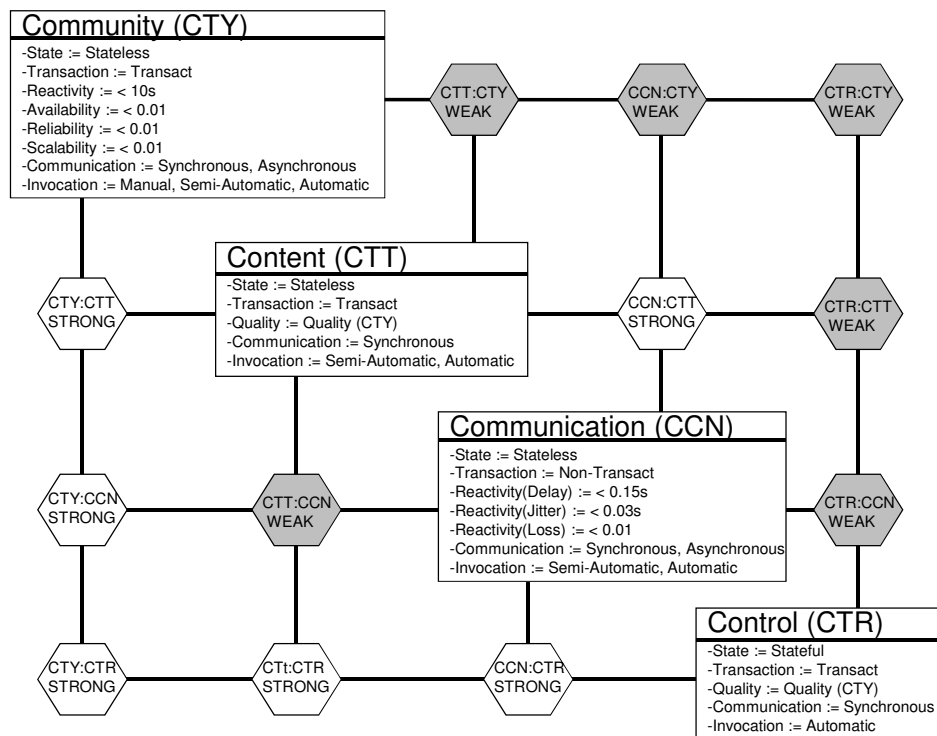 Community (CTY)
-State := Stateless
-Transaction := Transact
-Reactivity := < 10s
-Availability := < 0.01
-Reliability := < 0.01
-Scalability := < 0.01
-Communication := Synchronous, Asynchronous
-Invocation := Manual, Semi-Automatic, Automatic
CTT:CTY
WEAK
CCN:CTY
WEAK
CTR:CTY
WEAK
CTY:CTT
STRONG
Content (CTT)
-State := Stateless
-Transaction := Transact
-Quality := Quality (CTY)
-Communication := Synchronous
-Invocation := Semi-Automatic, Automatic
CCN:CTT
STRONG
CTR:CTT
WEAK
CTY:CCN
STRONG
CTT:CCN
WEAK
Communication (CCN)
-State := Stateless
-Transaction := Non-Transact
-Reactivity(Delay) := < 0.15s
-Reactivity(Jitter) := < 0.03s
-Reactivity(Loss) := < 0.01
-Communication := Synchronous, Asynchronous
-Invocation := Semi-Automatic, Automatic
CTR:CCN
WEAK
CTY:CTR
STRONG
CTt:CTR
STRONG
CCN:CTR
STRONG
Control (CTR)
-State := Stateful
-Transaction := Transact
-Quality := Quality (CTY)
-Communication := Synchronous
-Invocation := Automatic